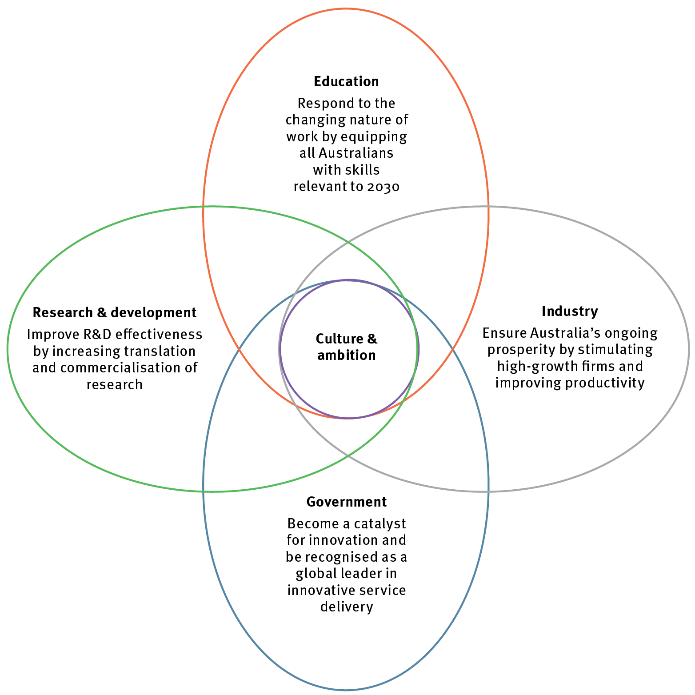 Education
Respond to the
changing nature of
work by equipping
all Australians
with skills
relevant to 2030
Research & development
Improve R&D effectiveness
by increasing translation
and commercialisation of
research
Culture &
ambition
Industry
Ensure Australia’s ongoing
prosperity by stimulating
high-growth firms and
improving productivity
Government
Become a catalyst
for innovation and
be recognised as a
global leader in
innovative service
delivery